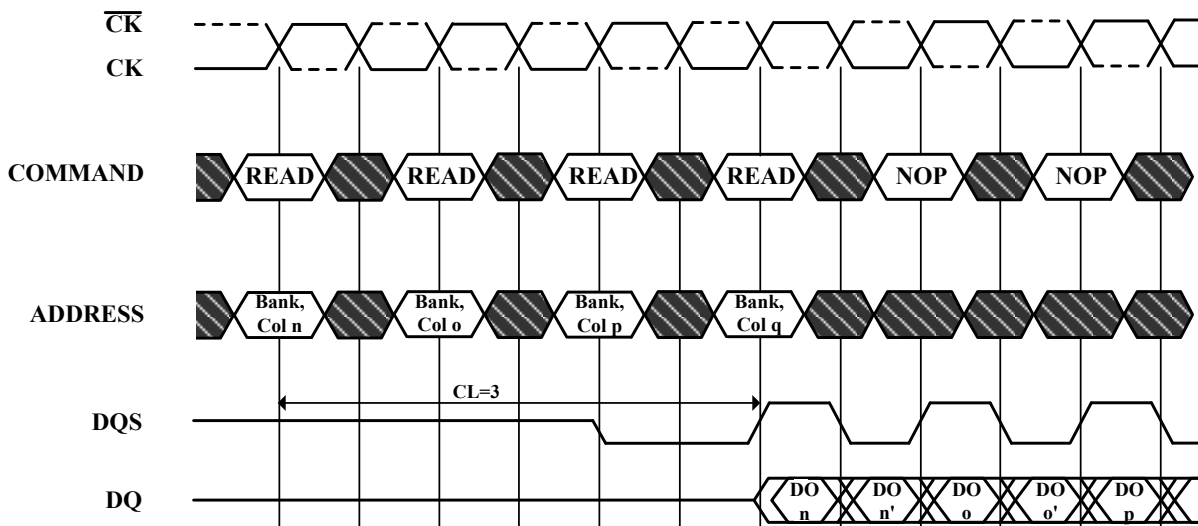 CK
CK
COMMAND READ READ READ READ NOP NOP
ADDRESS Bank, Col n Bank, Col o Bank, Col p Bank, Col q
CL=3
DQS
DQ DO n DO n' DO o DO o' DO p